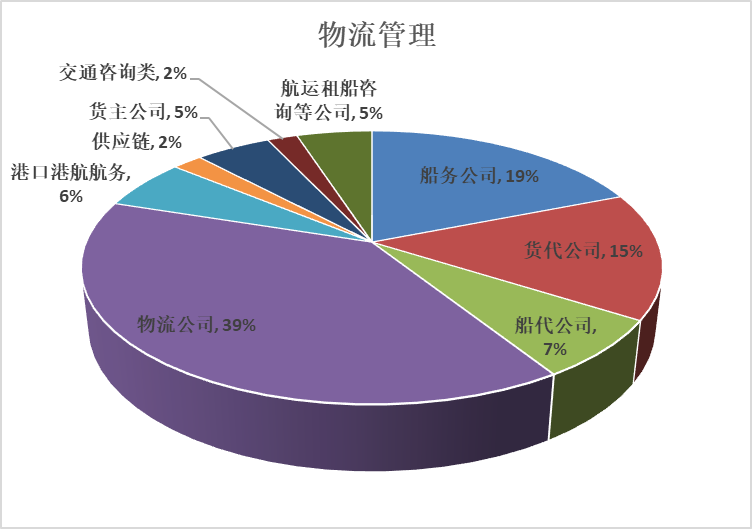 物流管理
交通咨询类, 2%
航运租船咨
询等公司, 5%
货主公司, 5%
供应链, 2%
港口港航航务,
6%
船务公司, 19%
货代公司, 15%
船代公司,
7%
物流公司, 39%